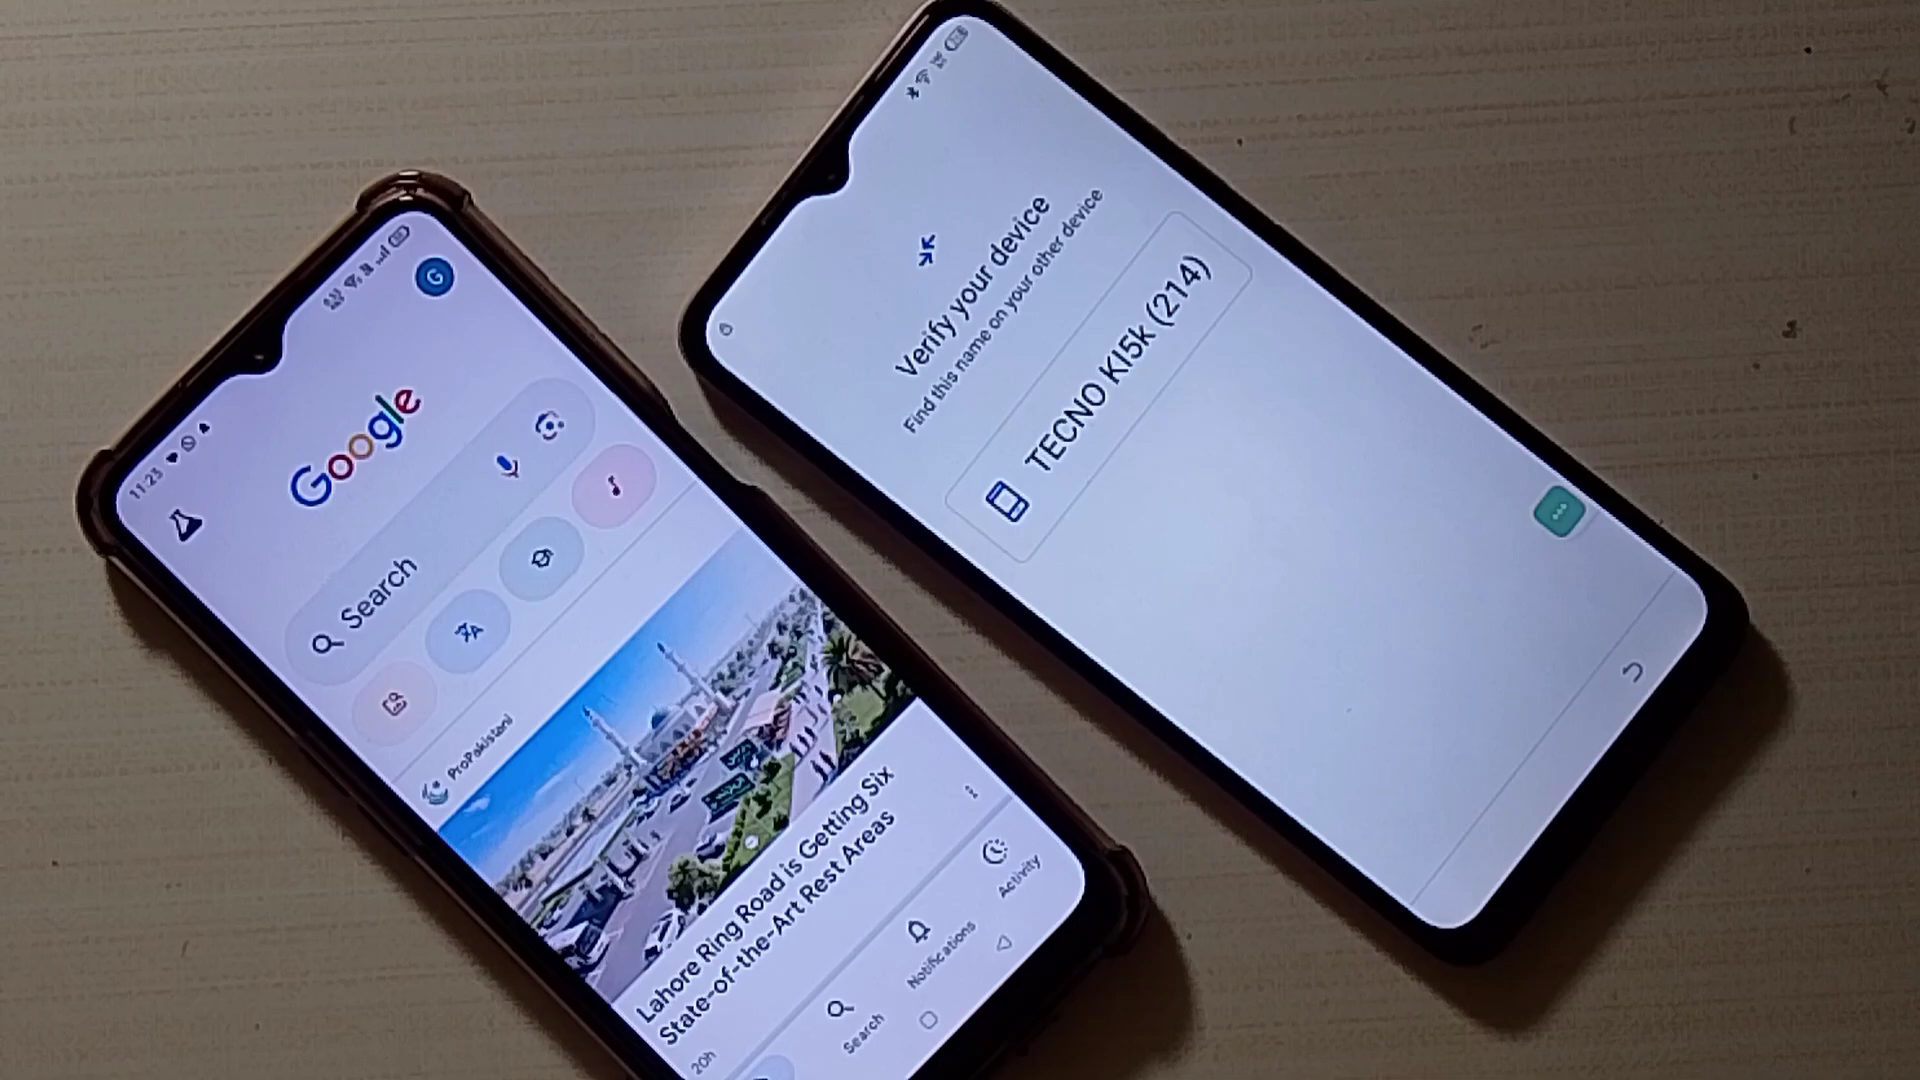 11:23
G
Google
Search
ProPakistani
Lahore Ring Road is Getting Six
State-of-the-Art Rest Areas
20h
Search
Notifications
Activity
Verify your device
Find this name on your other device
TECNO KI5k (214)